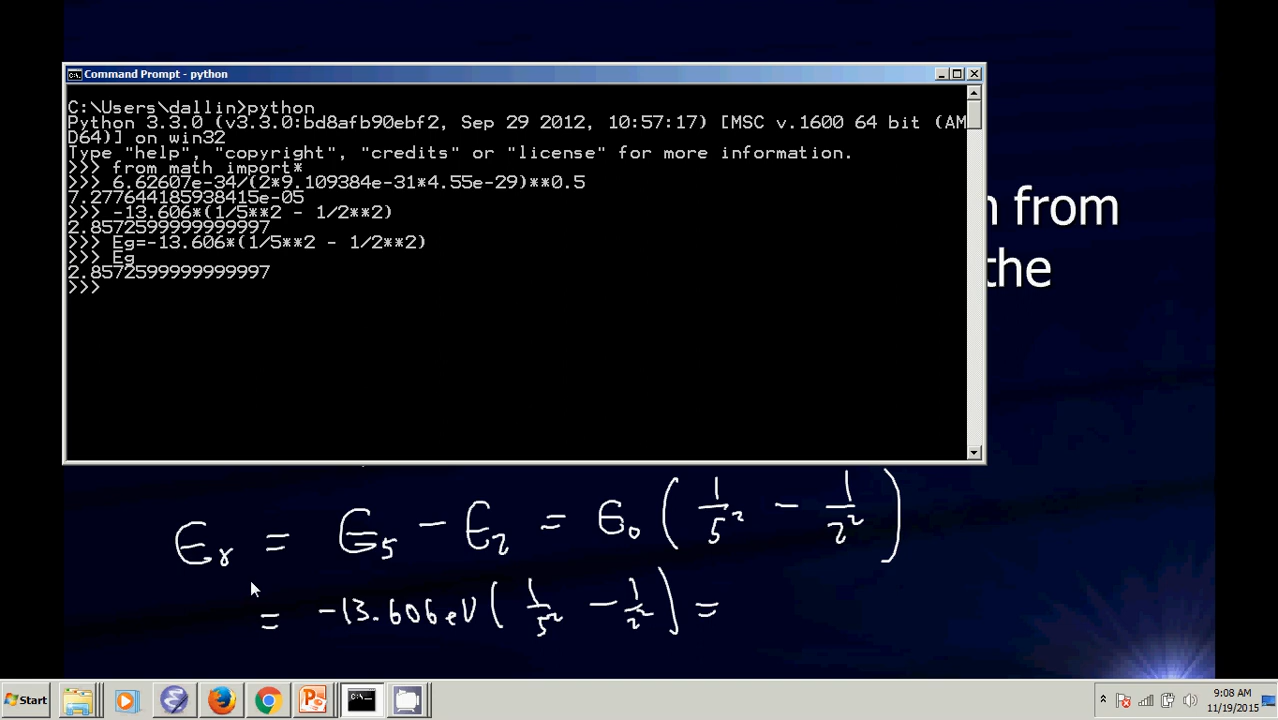 Command Prompt - python
C:\Users\dallin>python
Python 3.3.0 (v3.3.0:bd8afb90ebf2, Sep 29 2012, 10:57:17) [MSC v.1600 64 bit (AM
D64)] on win32
Type "help", "copyright", "credits" or "license" for more information.
>>> from math import*
>>> 6.62607e-34/(2*9.109384e-31*4.55e-29)**0.5
7.277644185938415e-05
>>> -13.606*(1/5**2 - 1/2**2)
2.8572599999999997
>>> Eg=-13.606*(1/5**2 - 1/2**2)
>>> Eg
2.8572599999999997
>>>
from
the
Eγ = E5 - E2 = E0 ( 1/5² - 1/2² )
= -13.606 eV ( 1/5² - 1/2² ) =
Start
9:08 AM
11/19/2015